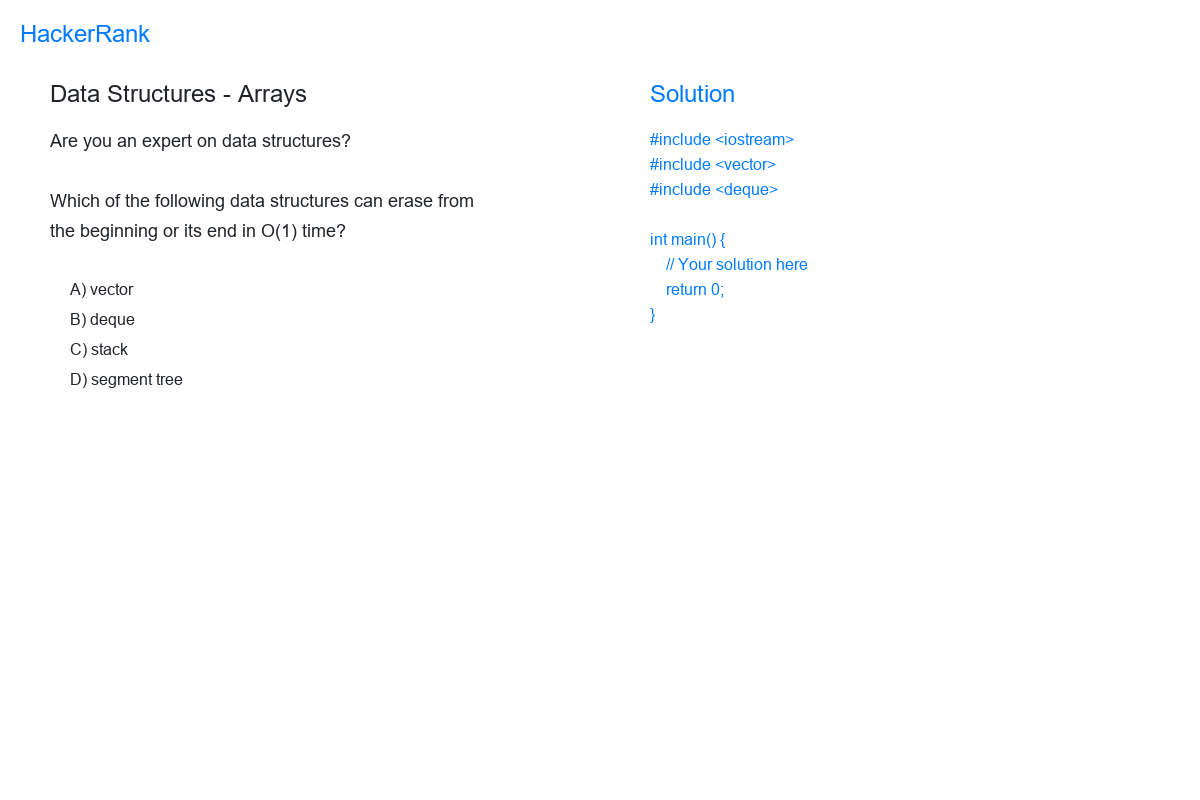 HackerRank
Data Structures - Arrays
Are you an expert on data structures?
Which of the following data structures can erase from
the beginning or its end in O(1) time?
A) vector
B) deque
C) stack
D) segment tree
Solution
#include <iostream>
#include <vector>
#include <deque>
int main() {
    // Your solution here
    return 0;
}